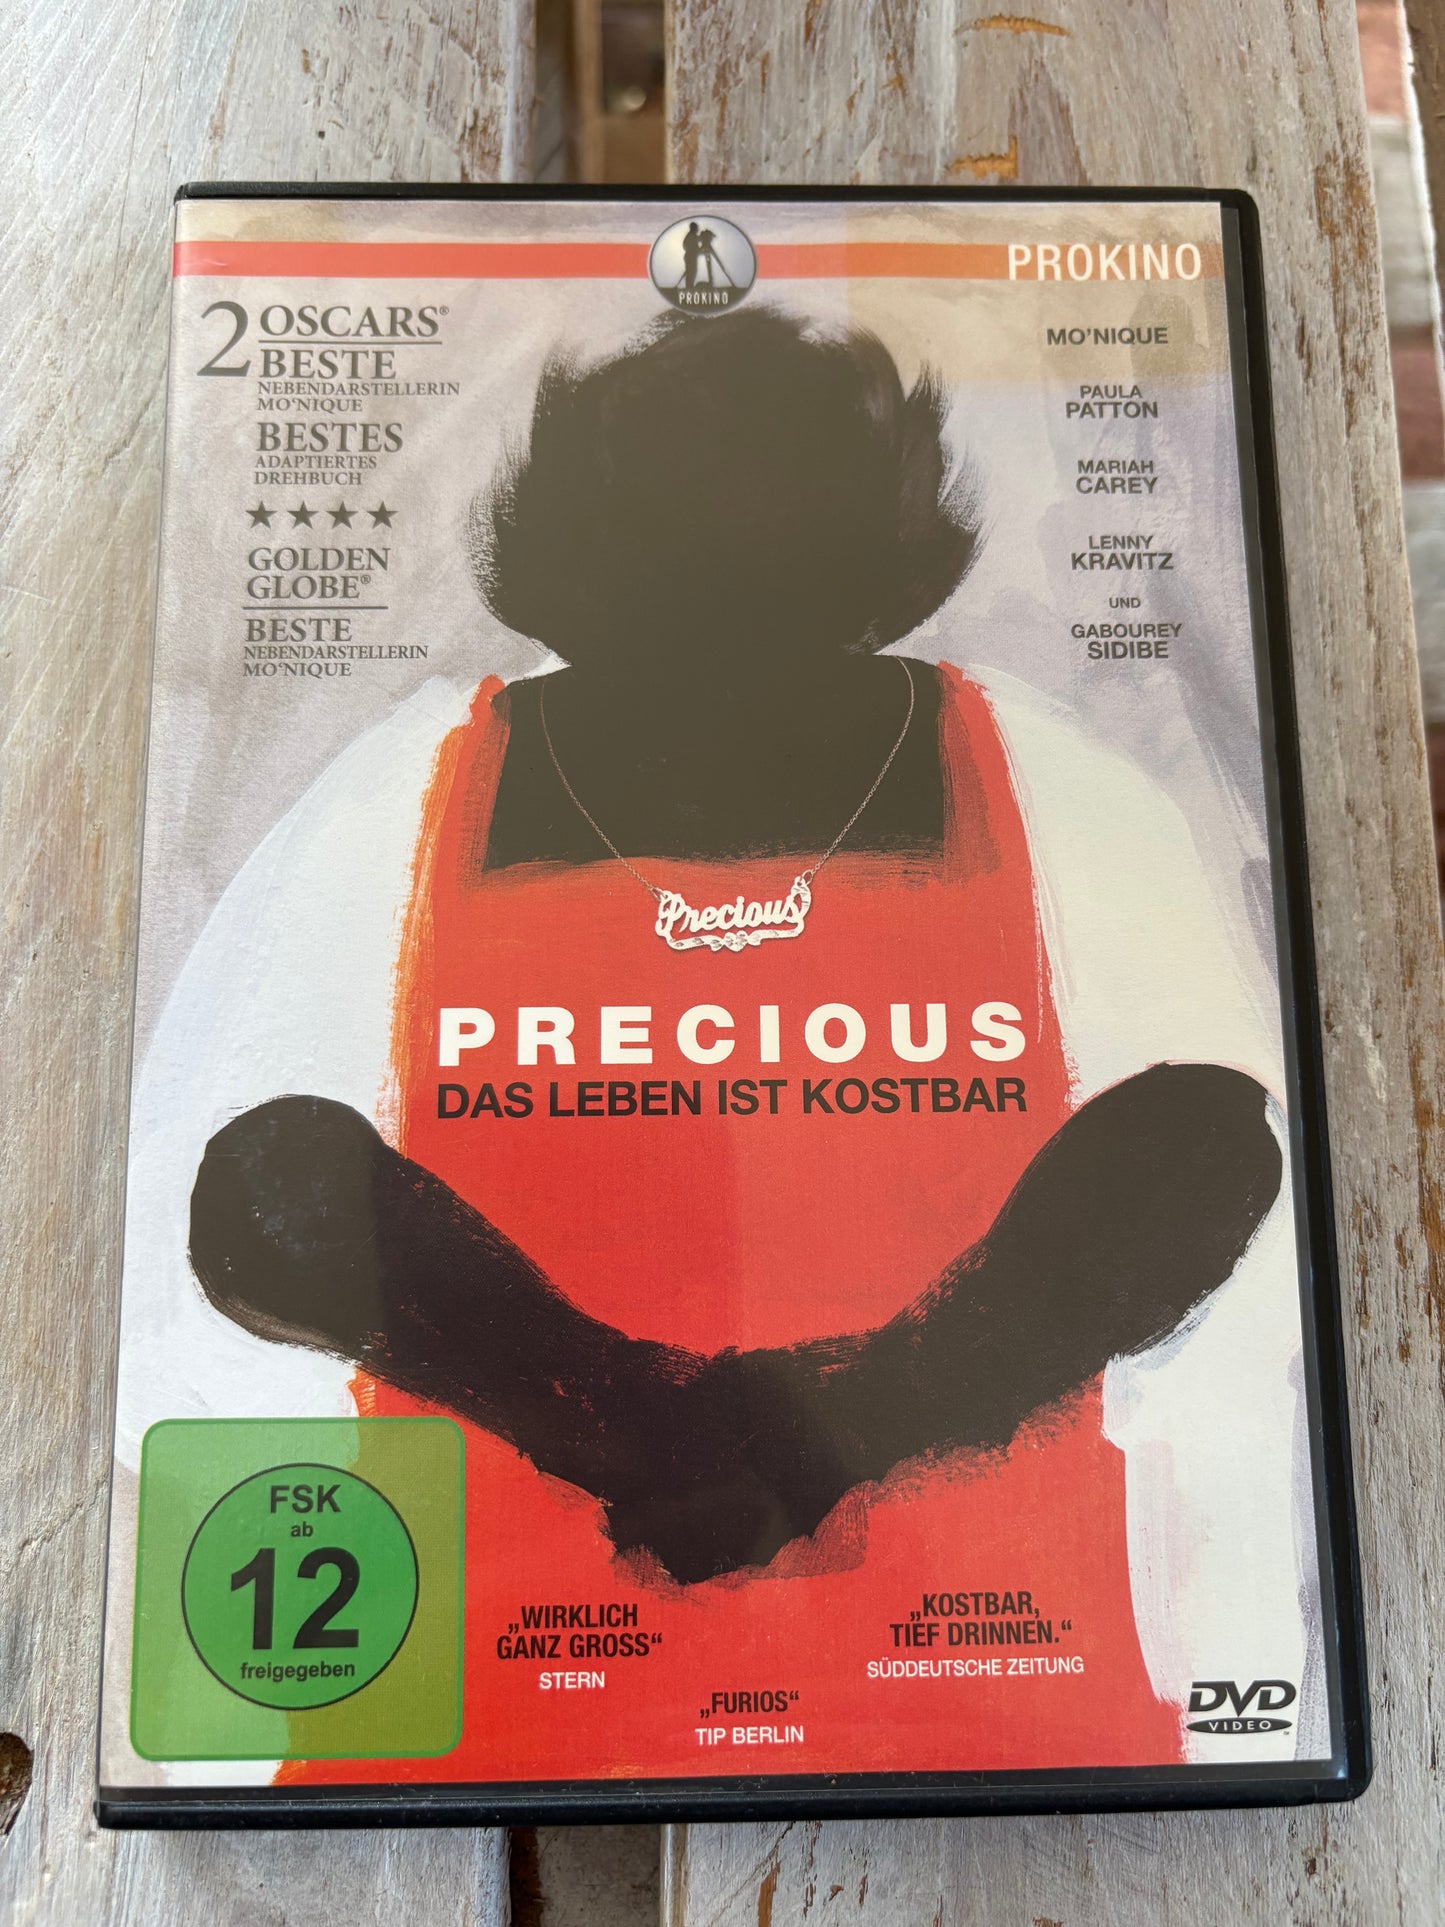 PROKINO
PROKINO
2 OSCARS®
BESTE
NEBENDARSTELLERIN
MO'NIQUE
BESTES
ADAPTIERTES
DREHBUCH
★★★★
GOLDEN
GLOBE®
BESTE
NEBENDARSTELLERIN
MO'NIQUE
MO'NIQUE
PAULA
PATTON
MARIAH
CAREY
LENNY
KRAVITZ
UND
GABOUREY
SIDIBE
Precious
PRECIOUS
DAS LEBEN IST KOSTBAR
FSK
ab
12
freigegeben
„WIRKLICH
GANZ GROSS“
STERN
„FURIOS“
TIP BERLIN
„KOSTBAR,
TIEF DRINNEN.“
SÜDDEUTSCHE ZEITUNG
DVD
VIDEO™